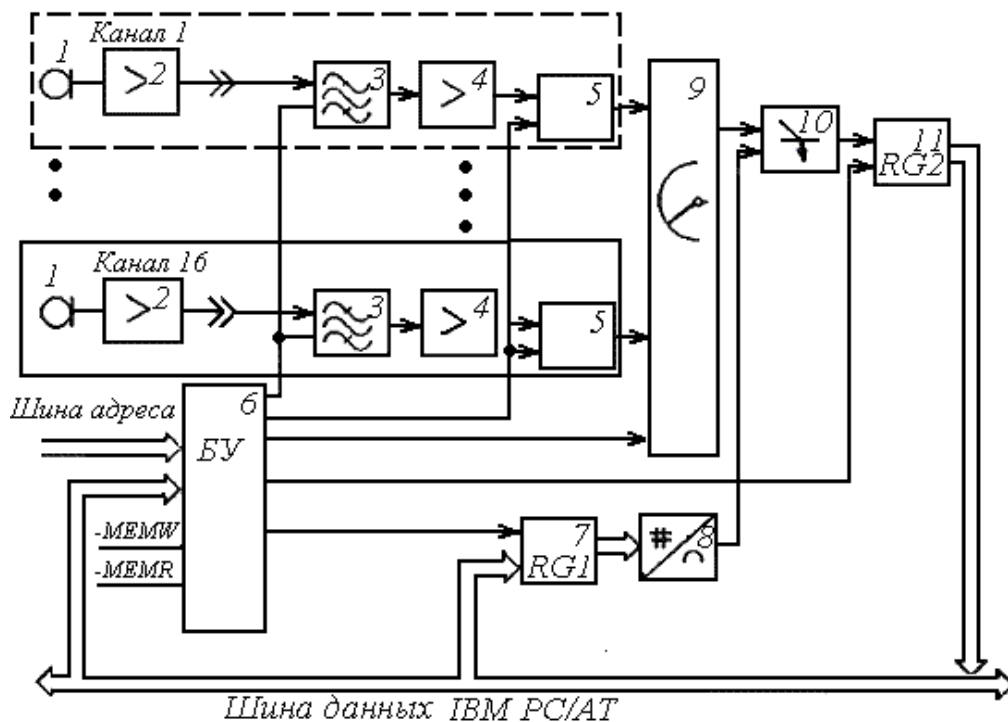 Канал 1
1
>2
3
>4
5
9
10
11
RG2
Канал 16
1
>2
3
>4
5
Шина адреса
6
БУ
-MEMW
-MEMR
7
RG1
#
8
Шина данных IBM PC/AT